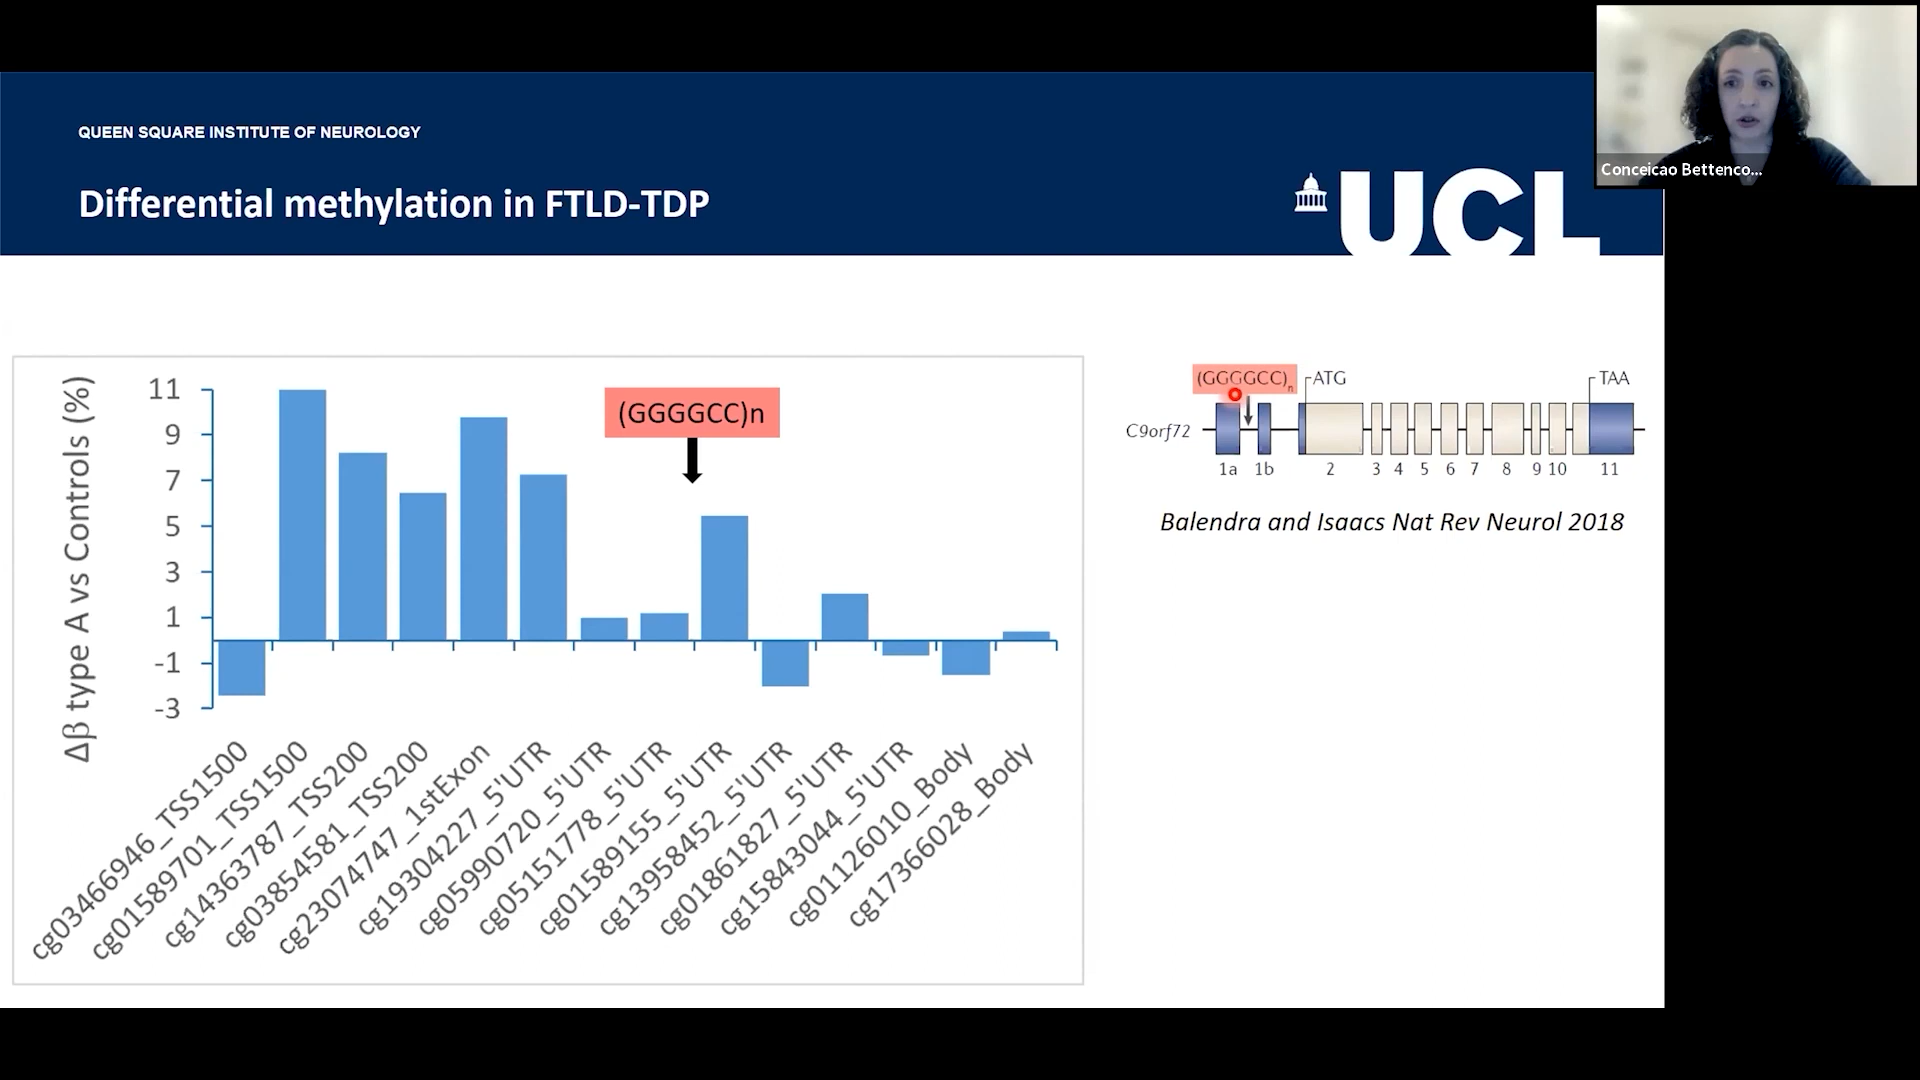 Conceicao Bettenco...
QUEEN SQUARE INSTITUTE OF NEUROLOGY
Differential methylation in FTLD-TDP
UCL
Δβ type A vs Controls (%)
11
9
7
5
3
1
-1
-3
(GGGGCC)n
cg03466946_TSS1500
cg01589701_TSS1500
cg14363787_TSS200
cg03854581_TSS200
cg23074747_1stExon
cg19304227_5'UTR
cg05990720_5'UTR
cg05151778_5'UTR
cg01589155_5'UTR
cg13958452_5'UTR
cg01861827_5'UTR
cg15843044_5'UTR
cg01126010_Body
cg17366028_Body
(GGGGCC)n ATG TAA
C9orf72
1a 1b 2 3 4 5 6 7 8 9 10 11
Balendra and Isaacs Nat Rev Neurol 2018